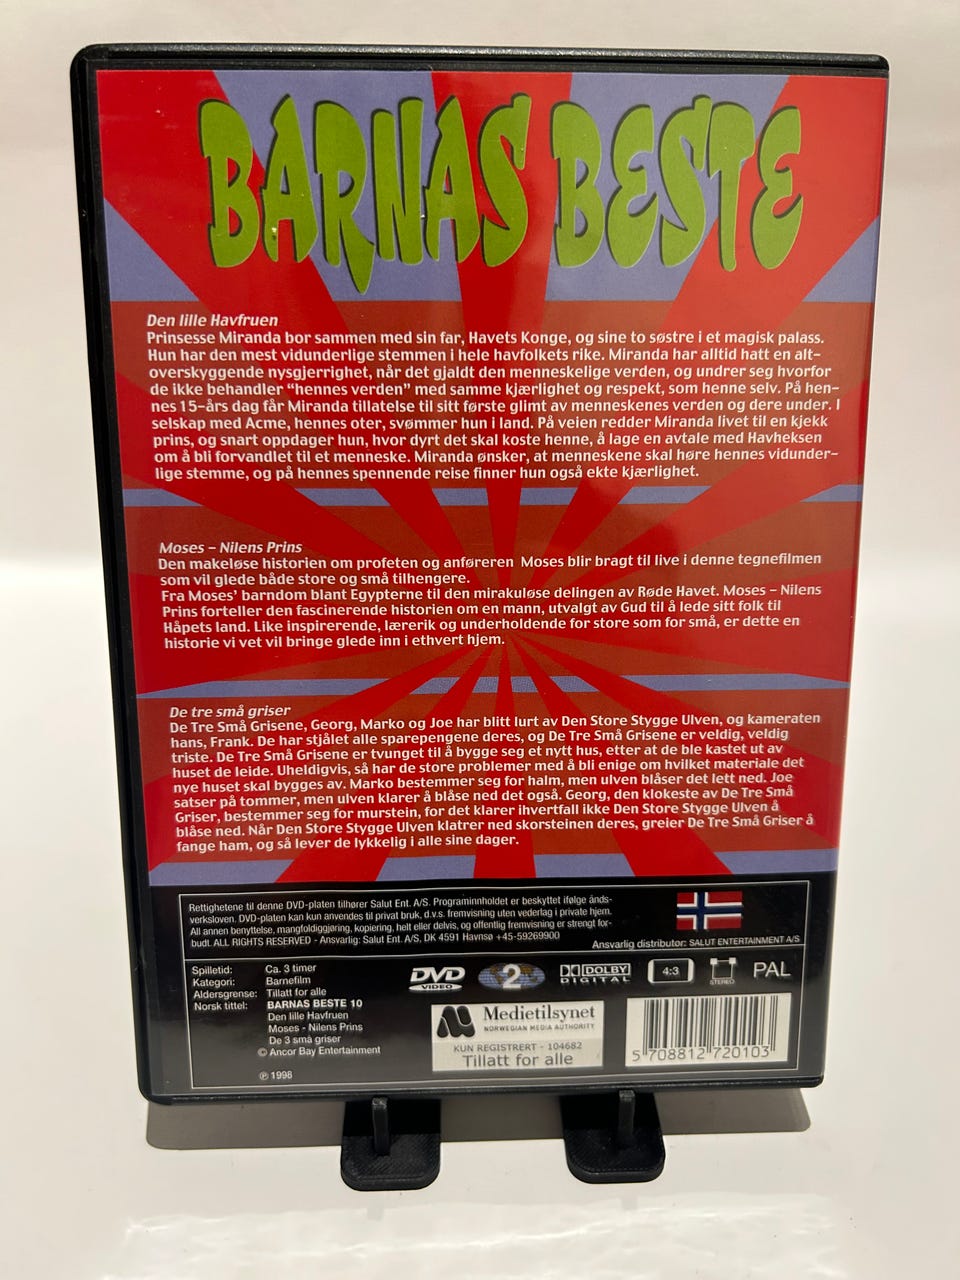 BARNAS BESTE
Den lille Havfruen
Prinsesse Miranda bor sammen med sin far, Havets Konge, og sine to søstre i et magisk palass.
Hun har den mest vidunderlige stemmen i hele havfolkets rike. Miranda har alltid hatt en alt-
overskyggende nysgjerrighet, når det gjaldt den menneskelige verden, og undrer seg hvorfor
de ikke behandler “hennes verden” med samme kjærlighet og respekt, som henne selv. På hen-
nes 15-års dag får Miranda tillatelse til sitt første glimt av menneskenes verden og dere under. I
selskap med Acme, hennes oter, svømmer hun i land. På veien redder Miranda livet til en kjekk
prins, og snart oppdager hun, hvor dyrt det skal koste henne, å lage en avtale med Havheksen
om å bli forvandlet til et menneske. Miranda ønsker, at menneskene skal høre hennes vidunder-
lige stemme, og på hennes spennende reise finner hun også ekte kjærlighet.
Moses - Nilens Prins
Den makeløse historien om profeten og anføreren Moses blir bragt til live i denne tegnefilmen
som vil glede både store og små tilhengere.
Fra Moses' barndom blant Egypterne til den mirakuløse delingen av Røde Havet. Moses - Nilens
Prins forteller den fascinerende historien om en mann, utvalgt av Gud til å lede sitt folk til
Håpets land. Like inspirerende, lærerik og underholdende for store som for små, er dette en
historie vi vet vil bringe glede inn i ethvert hjem.
De tre små griser
De Tre Små Grisene, Georg, Marko og Joe har blitt lurt av Den Store Stygge Ulven, og kameraten
hans, Frank. De har stjålet alle sparepengene deres, og De Tre Små Grisene er veldig, veldig
triste. De Tre Små Grisene er tvunget til å bygge seg et nytt hus, etter at de ble kastet ut av
huset de leide. Uheldigvis, så har de store problemer med å bli enige om hvilket materiale det
nye huset skal bygges av. Marko bestemmer seg for halm, men ulven blåser det lett ned. Joe
satser på tommer, men ulven klarer å blåse ned det også. Georg, den klokeste av De Tre Små
Griser, bestemmer seg for murstein, for det klarer ihvertfall ikke Den Store Stygge Ulven å
blåse ned. Når Den Store Stygge Ulven klatrer ned skorsteinen deres, greier De Tre Små Griser å
fange ham, og så lever de lykkelig i alle sine dager.
Rettighetene til denne DVD-platen tilhører Salut Ent. A/S. Programinnholdet er beskyttet ifølge ånds-
verksloven. DVD-platen kan kun anvendes til privat bruk, d.v.s. fremvisning uten vederlag i private hjem.
All annen benyttelse, mangfoldiggjøring, kopiering, helt eller delvis, og offentlig fremvisning er strengt for-
budt. ALL RIGHTS RESERVED - Ansvarlig: Salut Ent. A/S, DK 4591 Havnsø +45-59269900
Ansvarlig distributør: SALUT ENTERTAINMENT A/S
Spilletid: Ca. 3 timer
Kategori: Barnefilm
Aldersgrense: Tillatt for alle
Norsk tittel: BARNAS BESTE 10
Den lille Havfruen
Moses - Nilens Prins
De 3 små griser
© Ancor Bay Entertainment
℗ 1998
DVD VIDEO
2
DOLBY DIGITAL
4:3
STEREO
PAL
Medietilsynet
NORWEGIAN MEDIA AUTHORITY
KUN REGISTRERT - 104682
Tillatt for alle
5 708812 720103